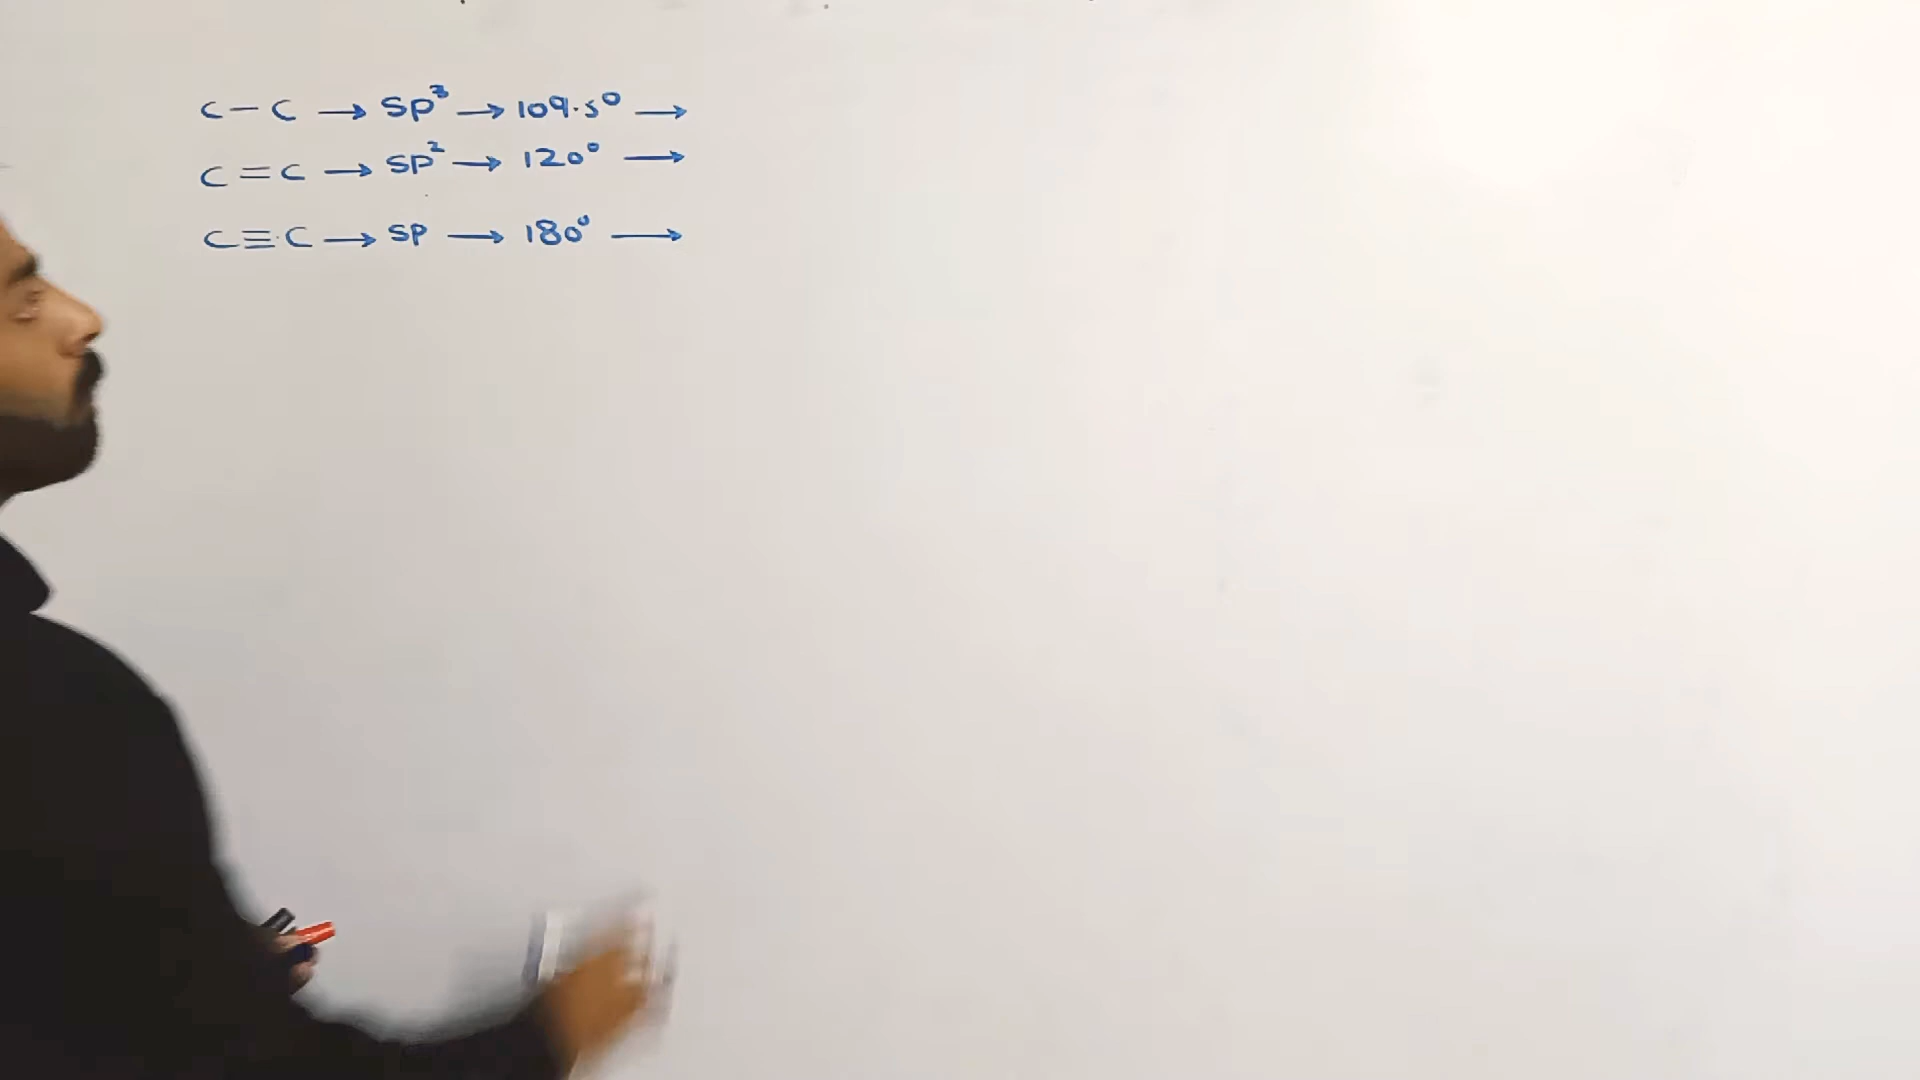 C — C → SP³ → 109.5° →
C = C → SP² → 120° →
C ≡ C → SP → 180° →